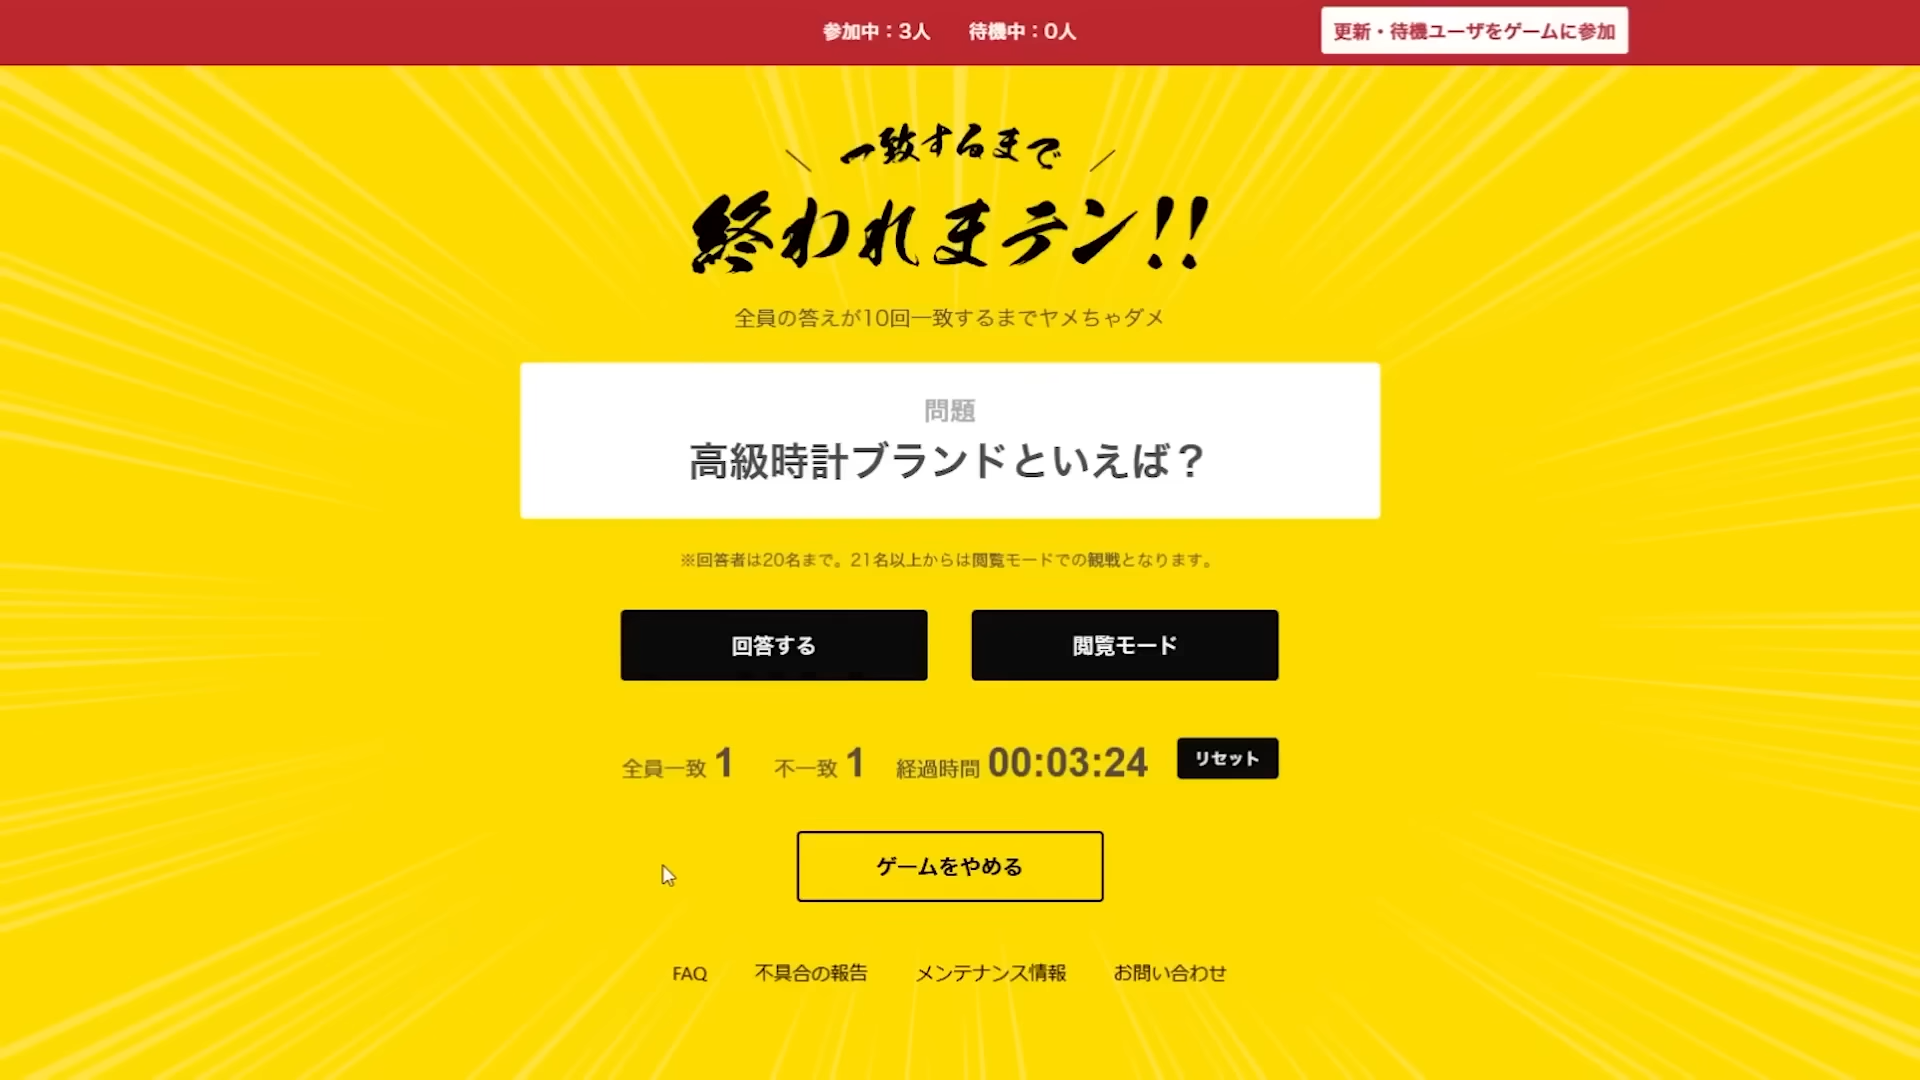 参加中：3人 待機中：0人 更新・待機ユーザをゲームに参加
一致するまで
終われまテン!!
全員の答えが10回一致するまでヤメちゃダメ
問題
高級時計ブランドといえば？
※回答者は20名まで。21名以上からは閲覧モードでの観戦となります。
回答する 閲覧モード
全員一致 1 不一致 1 経過時間 00:03:24 リセット
ゲームをやめる
FAQ 不具合の報告 メンテナンス情報 お問い合わせ